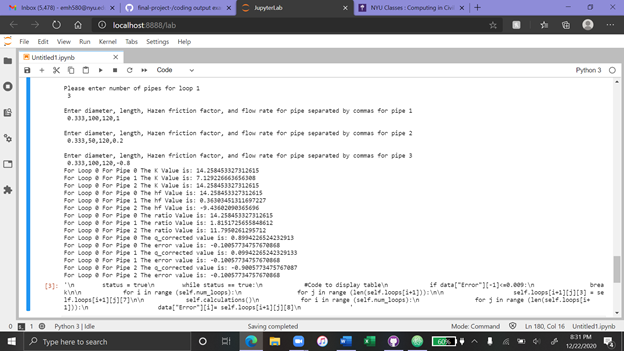 Inbox (5,478) - emh580@nyu.ed
final-project-/coding output exa
JupyterLab
NYU Classes : Computing in Civil
localhost:8888/lab
File Edit View Run Kernel Tabs Settings Help
Untitled1.ipynb
Code
Python 3
Please enter number of pipes for loop 1
3
Enter diameter, length, Hazen friction factor, and flow rate for pipe separated by commas for pipe 1
0.333,100,120,1
Enter diameter, length, Hazen friction factor, and flow rate for pipe separated by commas for pipe 2
0.333,50,120,0.2
Enter diameter, length, Hazen friction factor, and flow rate for pipe separated by commas for pipe 3
0.333,100,120,-0.8
For Loop 0 For Pipe 0 The K Value is: 14.258453327312615
For Loop 0 For Pipe 1 The K Value is: 7.129226663656308
For Loop 0 For Pipe 2 The K Value is: 14.258453327312615
For Loop 0 For Pipe 0 The hf Value is: 14.258453327312615
For Loop 0 For Pipe 1 The hf Value is: 0.36303451311697227
For Loop 0 For Pipe 2 The hf Value is: -9.43602090365696
For Loop 0 For Pipe 0 The ratio Value is: 14.258453327312615
For Loop 0 For Pipe 1 The ratio Value is: 1.8151725655848612
For Loop 0 For Pipe 2 The ratio Value is: 11.7950261295712
For Loop 0 For Pipe 0 The q_corrected value is: 0.8994226524232913
For Loop 0 For Pipe 0 The error value is: -0.10057734757670868
For Loop 0 For Pipe 1 The q_corrected value is: 0.09942265242329133
For Loop 0 For Pipe 1 The error value is: -0.10057734757670868
For Loop 0 For Pipe 2 The q_corrected value is: -0.9005773475767087
For Loop 0 For Pipe 2 The error value is: -0.10057734757670868
[3]: '\n status = true\n while status == true:\n #Code to display table\n if data["Error"][-1]<=0.009:\n brea
k\n\n for i in range (self.num_loops):\n for j in range (len(self.loops[i+1])):\n\n self.loops[i+1][j][3] = se
lf.loops[i+1][j][7]\n\n self.calculations()\n for i in range (self.num_loops):\n for j in range (len(self.loops[i+
1])):\n data["Error"][i]= self.loops[i+1][j][8]\n '
0 1 Python 3 | Idle Saving completed Mode: Command Ln 180, Col 16 Untitled1.ipynb
Type here to search
60%
8:31 PM
12/22/2020